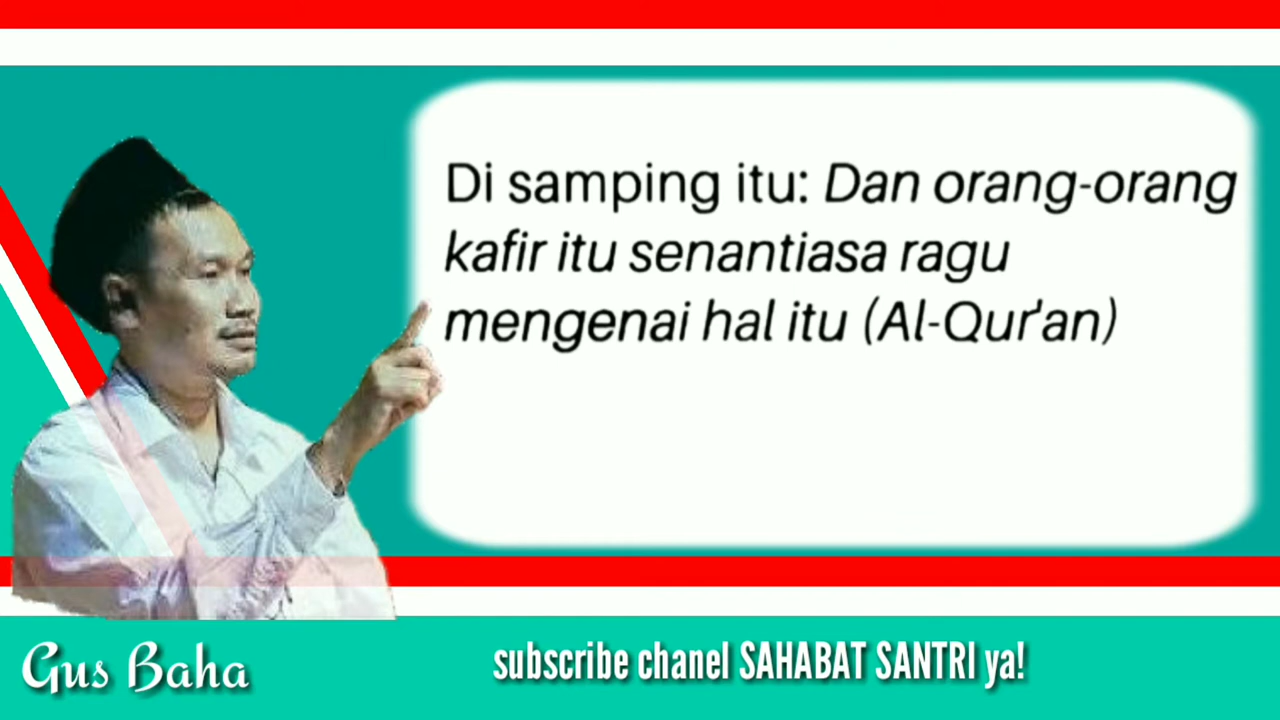 Di samping itu: Dan orang-orang
kafir itu senantiasa ragu
mengenai hal itu (Al-Qur'an)
Gus Baha
subscribe chanel SAHABAT SANTRI ya!